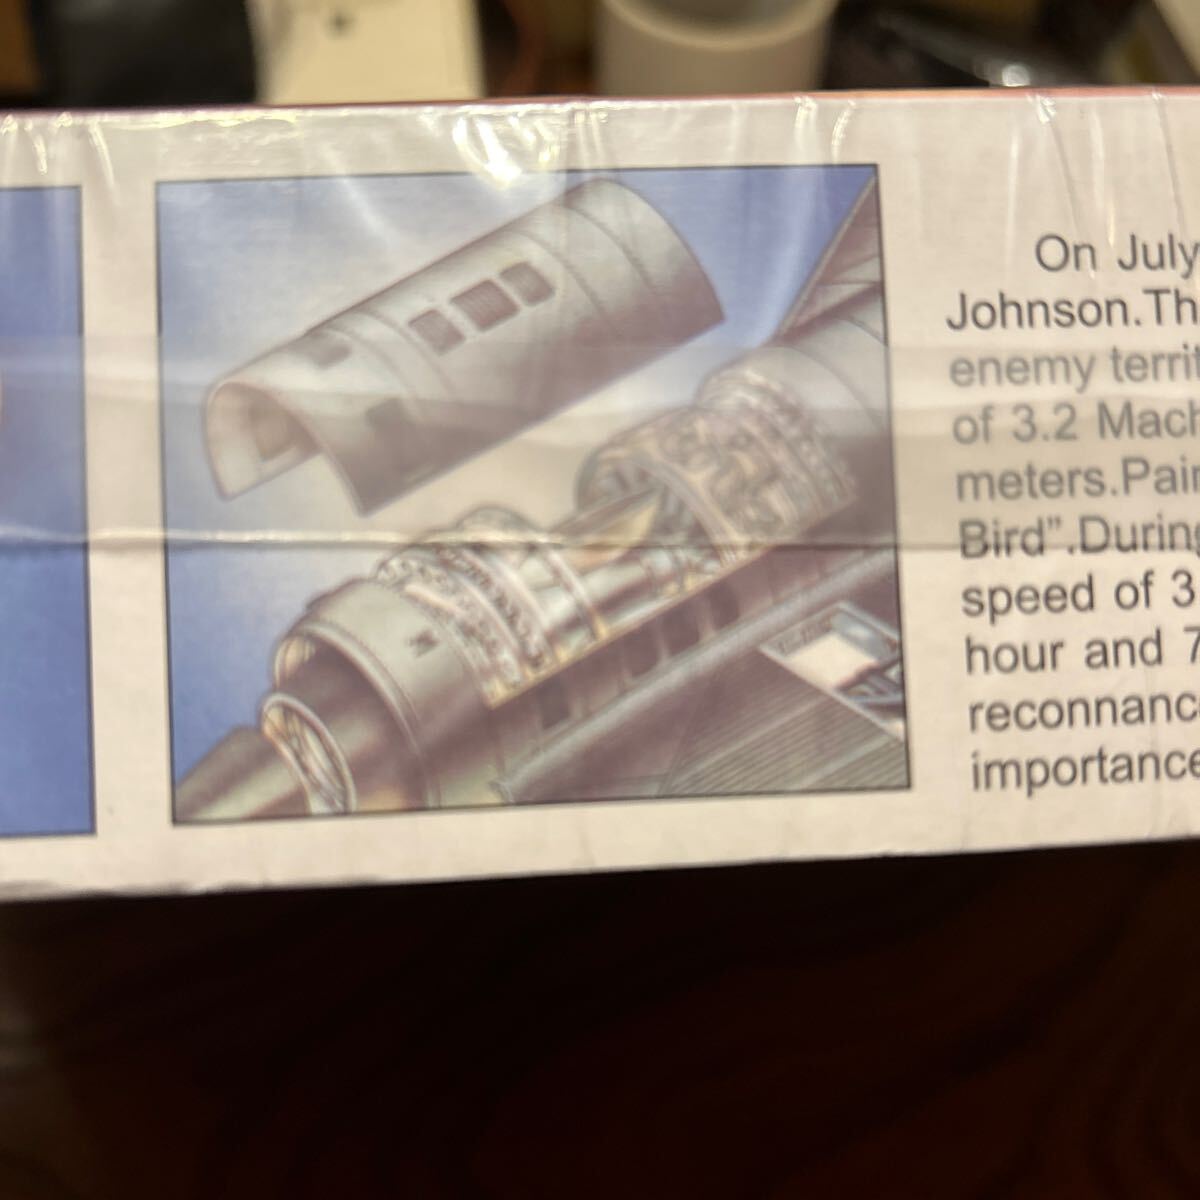 On July
Johnson.Th
enemy territ
of 3.2 Mach
meters.Pain
Bird".During
speed of 3
hour and 7
reconnanc
importance